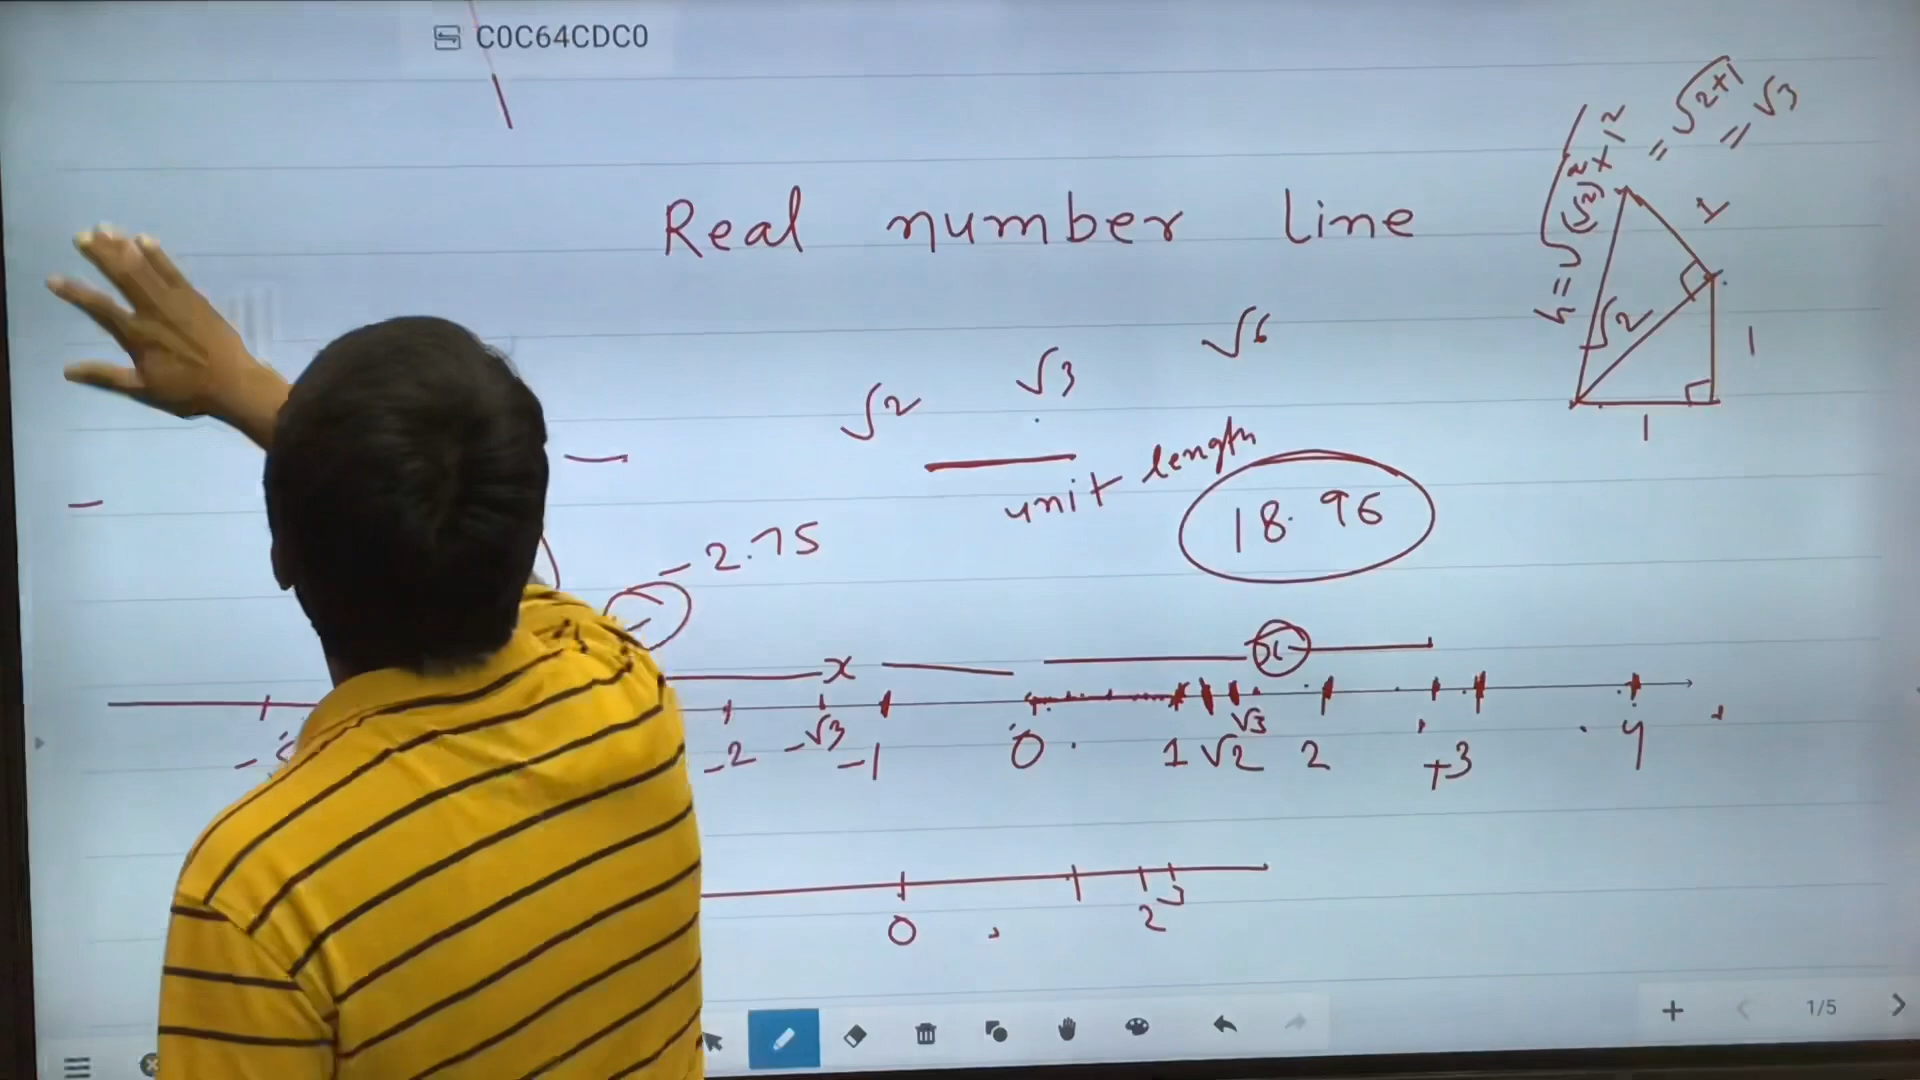 C0C64CDC0
Real number line
h = √(√2)² + 1² = √2+1
= √3
1
√2
1
1
√2 √3 √6
unit length
18.96
-2.75
x x
-2 -√3 -1 0 1 √2 √3 2 +3 4
0 2
1/5